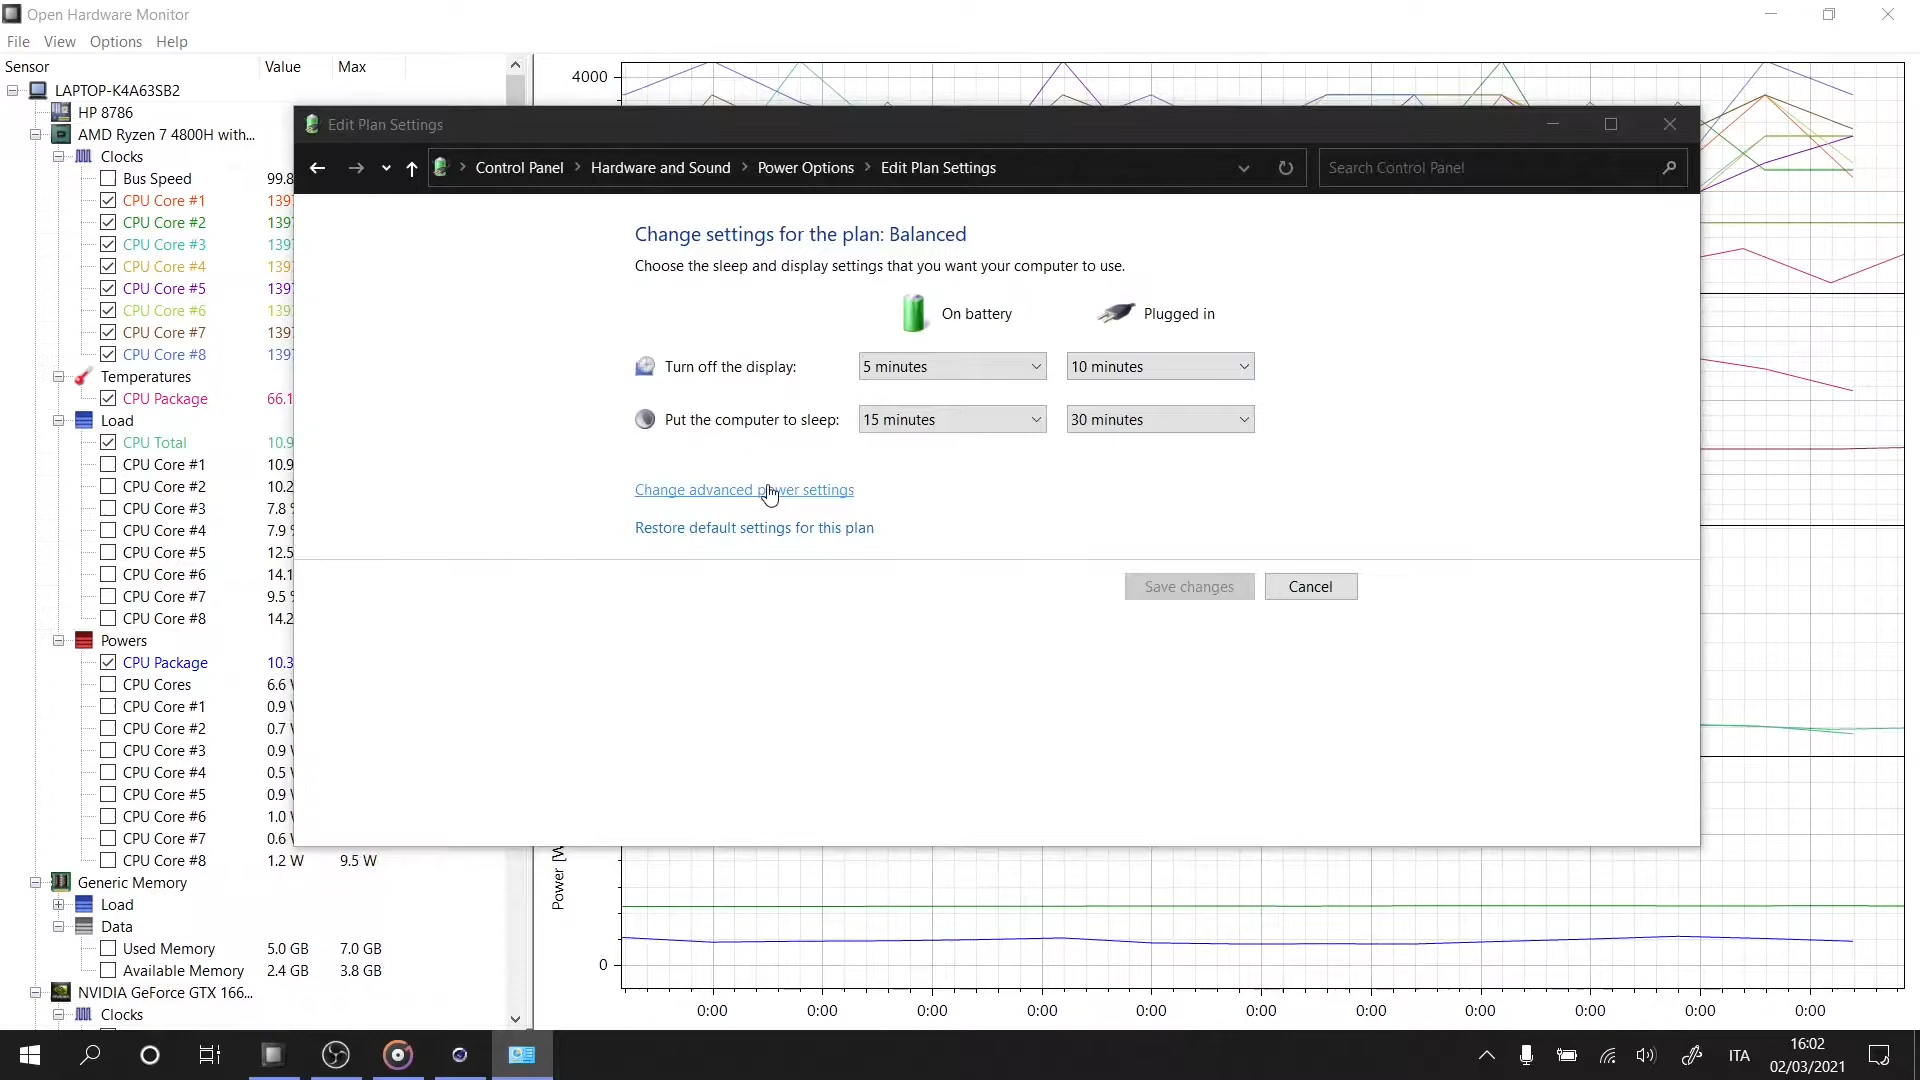 Open Hardware Monitor
File View Options Help
Sensor Value Max
LAPTOP-K4A63SB2
HP 8786
AMD Ryzen 7 4800H with...
Clocks
Bus Speed 99.8
CPU Core #1 139
CPU Core #2 139
CPU Core #3 139
CPU Core #4 139
CPU Core #5 139
CPU Core #6 139
CPU Core #7 139
CPU Core #8 139
Temperatures
CPU Package 66.1
Load
CPU Total 10.9
CPU Core #1 10.9
CPU Core #2 10.2
CPU Core #3 7.8
CPU Core #4 7.9
CPU Core #5 12.5
CPU Core #6 14.1
CPU Core #7 9.5
CPU Core #8 14.2
Powers
CPU Package 10.3
CPU Cores 6.6
CPU Core #1 0.9
CPU Core #2 0.7
CPU Core #3 0.9
CPU Core #4 0.5
CPU Core #5 0.9
CPU Core #6 1.0
CPU Core #7 0.6
CPU Core #8 1.2 W 9.5 W
Generic Memory
Load
Data
Used Memory 5.0 GB 7.0 GB
Available Memory 2.4 GB 3.8 GB
NVIDIA GeForce GTX 166...
Clocks
4000
Edit Plan Settings
Control Panel Hardware and Sound Power Options Edit Plan Settings
Search Control Panel
Change settings for the plan: Balanced
Choose the sleep and display settings that you want your computer to use.
On battery Plugged in
Turn off the display: 5 minutes 10 minutes
Put the computer to sleep: 15 minutes 30 minutes
Change advanced power settings
Restore default settings for this plan
Save changes Cancel
Power
0
0:00 0:00 0:00 0:00 0:00 0:00 0:00 0:00 0:00 0:00 0:00
ITA
16:02
02/03/2021